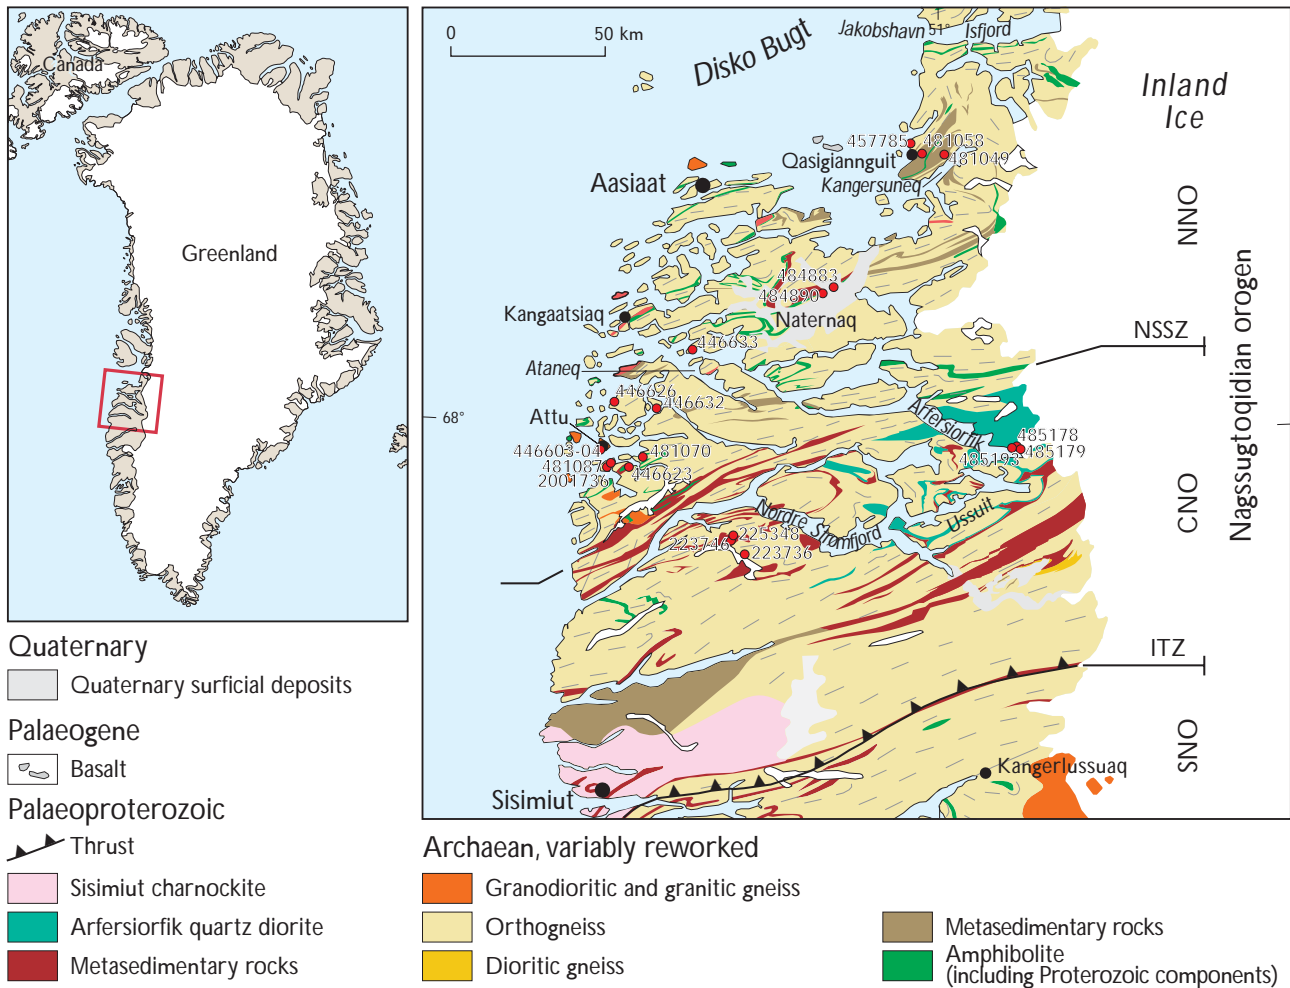 Canada
Greenland
0
50 km
Disko Bugt
Jakobshavn
51°
Isfjord
Inland
Ice
457785
481058
Qasigiannguit
481049
Kangersuneq
Aasiaat
NNO
484883
484890
Naternaq
Kangaatsiaq
446633
NSSZ
Ataneq
446626
446632
68°
Attu
Arfersiorfik
485178
446603-04
481070
485193
485179
481087
446623
2001736
Nagssugtoqidian orogen
CNO
Nordre Strømfjord
Ussuit
225348
223746
223736
ITZ
SNO
Kangerlussuaq
Sisimiut
Quaternary
Quaternary surficial deposits
Palaeogene
Basalt
Palaeoproterozoic
Thrust
Sisimiut charnockite
Arfersiorfik quartz diorite
Metasedimentary rocks
Archaean, variably reworked
Granodioritic and granitic gneiss
Orthogneiss
Dioritic gneiss
Metasedimentary rocks
Amphibolite
(including Proterozoic components)